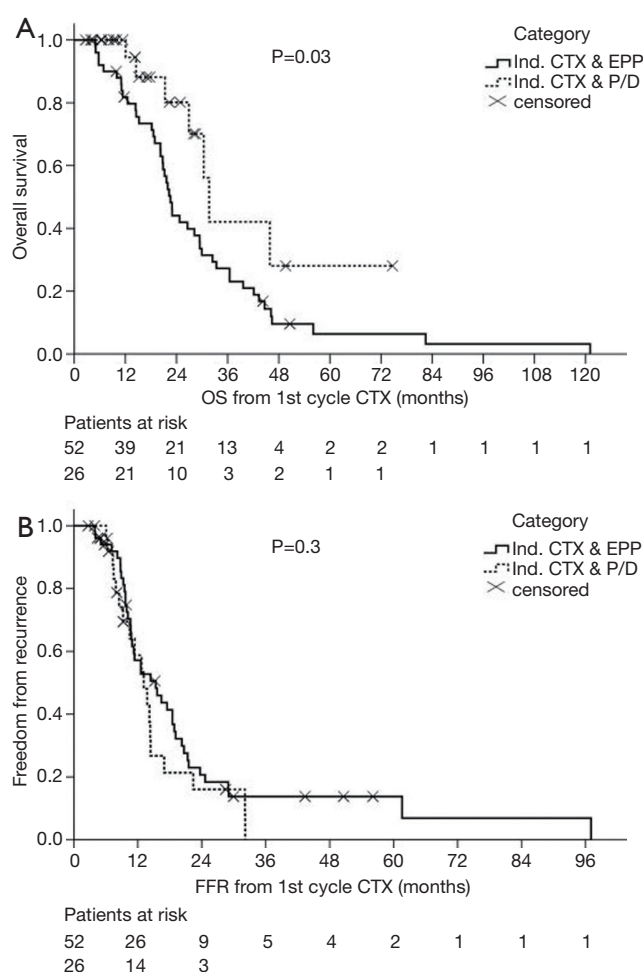 A
Category
Ind. CTX & EPP
Ind. CTX & P/D
censored
P=0.03
Overall survival
1.0
0.8
0.6
0.4
0.2
0.0
0 12 24 36 48 60 72 84 96 108 120
OS from 1st cycle CTX (months)
Patients at risk
52 39 21 13 4 2 2 1 1 1 1
26 21 10 3 2 1 1
B
Category
Ind. CTX & EPP
Ind. CTX & P/D
censored
P=0.3
Freedom from recurrence
1.0
0.8
0.6
0.4
0.2
0.0
0 12 24 36 48 60 72 84 96
FFR from 1st cycle CTX (months)
Patients at risk
52 26 9 5 4 2 1 1 1
26 14 3